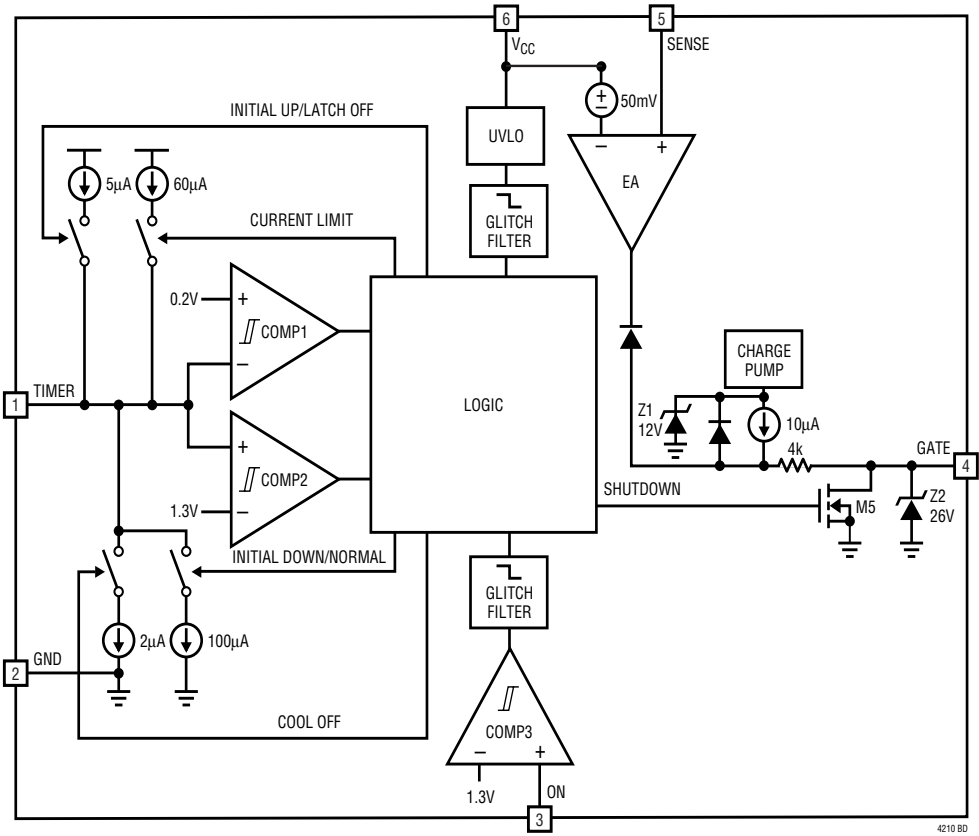 6
5
VCC
SENSE
+
−
50mV
INITIAL UP/LATCH OFF
UVLO
− +
EA
5µA
60µA
GLITCH
FILTER
CURRENT LIMIT
0.2V
+
COMP1
−
CHARGE
PUMP
1
TIMER
LOGIC
Z1
12V
10µA
+
COMP2
4k
GATE
4
SHUTDOWN
M5
Z2
26V
1.3V
−
INITIAL DOWN/NORMAL
GLITCH
FILTER
2µA
100µA
2
GND
COOL OFF
COMP3
− +
1.3V
ON
3
4210 BD